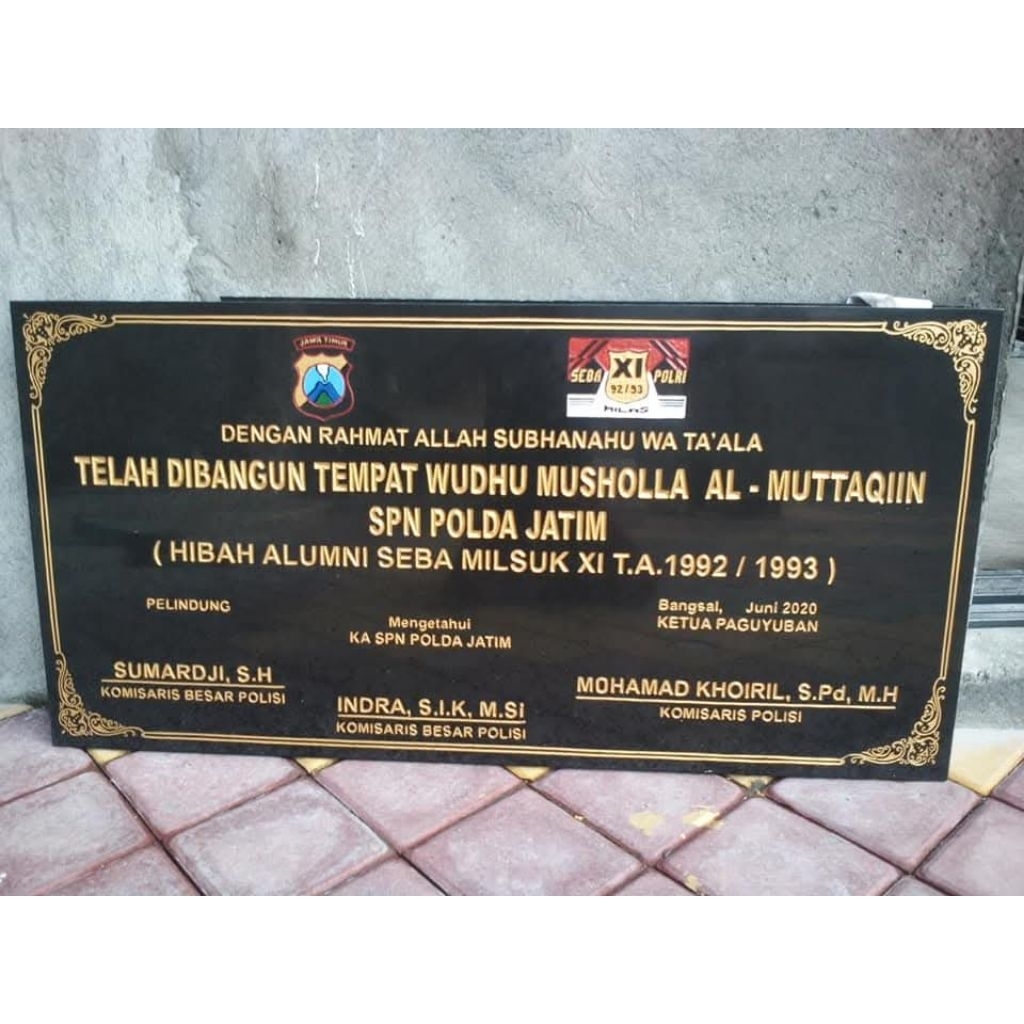 JAWA TIMUR
SEBA XI POLRI
92/93
DENGAN RAHMAT ALLAH SUBHANAHU WA TA'ALA
TELAH DIBANGUN TEMPAT WUDHU MUSHOLLA AL - MUTTAQIIN
SPN POLDA JATIM
( HIBAH ALUMNI SEBA MILSUK XI T.A.1992 / 1993 )
PELINDUNG
SUMARDJI, S.H
KOMISARIS BESAR POLISI
Mengetahui
KA SPN POLDA JATIM
INDRA, S.I.K, M.Si
KOMISARIS BESAR POLISI
Bangsal, Juni 2020
KETUA PAGUYUBAN
MOHAMAD KHOIRIL, S.Pd, M.H
KOMISARIS POLISI